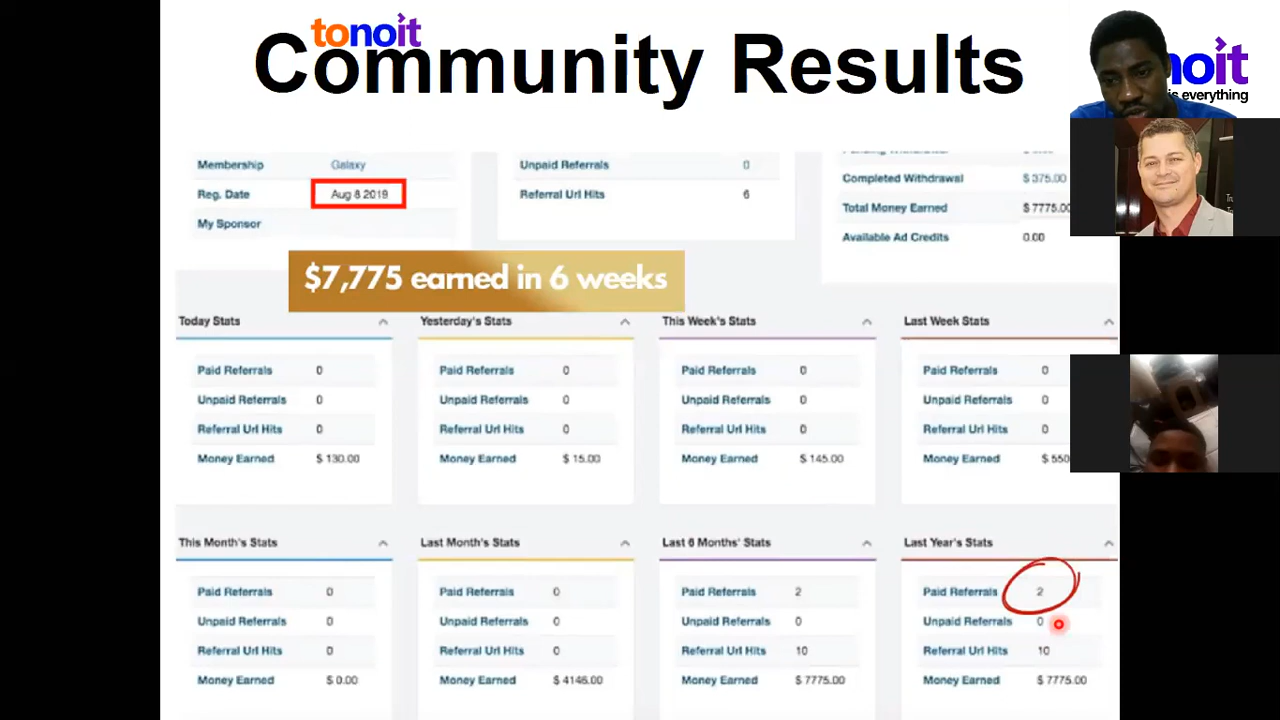 tonoit
Community Results
noit
is everything
Membership Galaxy
Reg. Date Aug 8 2019
My Sponsor
Unpaid Referrals 0
Referral Url Hits 6
Completed Withdrawal $ 375.00
Total Money Earned $ 7775.00
Available Ad Credits 0.00
$7,775 earned in 6 weeks
Today Stats
Paid Referrals 0
Unpaid Referrals 0
Referral Url Hits 0
Money Earned $ 130.00
Yesterday's Stats
Paid Referrals 0
Unpaid Referrals 0
Referral Url Hits 0
Money Earned $ 15.00
This Week's Stats
Paid Referrals 0
Unpaid Referrals 0
Referral Url Hits 0
Money Earned $ 145.00
Last Week Stats
Paid Referrals 0
Unpaid Referrals 0
Referral Url Hits 0
Money Earned $ 550
This Month's Stats
Paid Referrals 0
Unpaid Referrals 0
Referral Url Hits 0
Money Earned $ 0.00
Last Month's Stats
Paid Referrals 0
Unpaid Referrals 0
Referral Url Hits 0
Money Earned $ 4146.00
Last 6 Months' Stats
Paid Referrals 2
Unpaid Referrals 0
Referral Url Hits 10
Money Earned $ 7775.00
Last Year's Stats
Paid Referrals 2
Unpaid Referrals 0
Referral Url Hits 10
Money Earned $ 7775.00